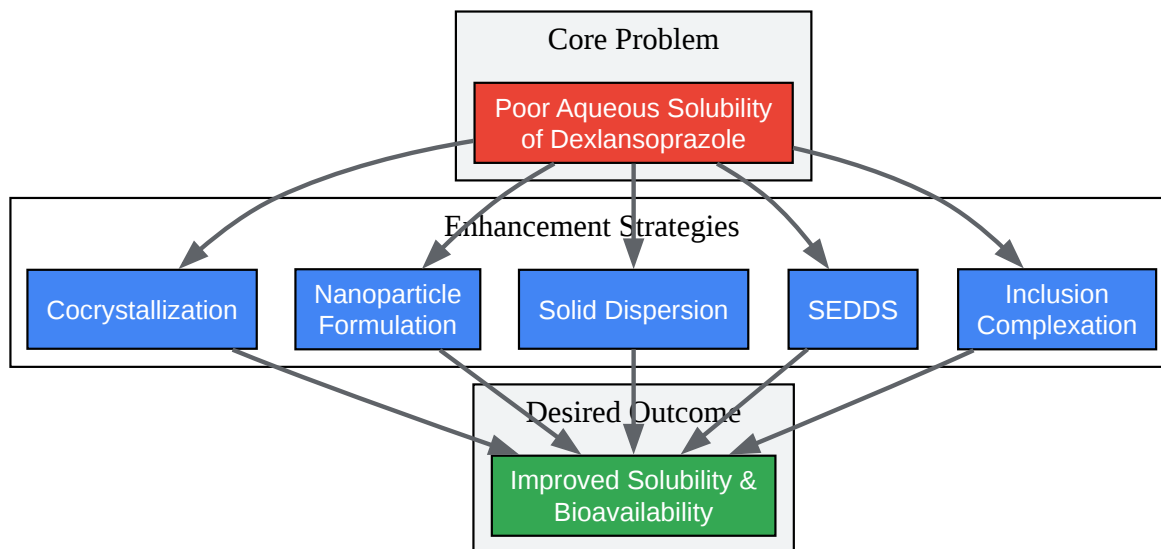 Core Problem
Poor Aqueous Solubility
of Dexlansoprazole
Enhancement Strategies
Cocrystallization
Nanoparticle
Formulation
Solid Dispersion
SEDDS
Inclusion
Complexation
Desired Outcome
Improved Solubility &
Bioavailability